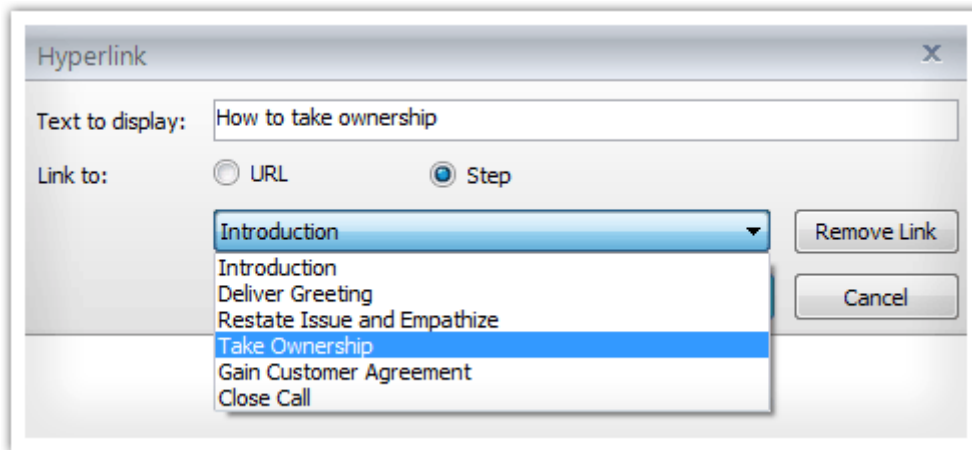 Hyperlink X
Text to display: How to take ownership
Link to: URL Step
Introduction Remove Link
Introduction
Deliver Greeting Cancel
Restate Issue and Empathize
Take Ownership
Gain Customer Agreement
Close Call